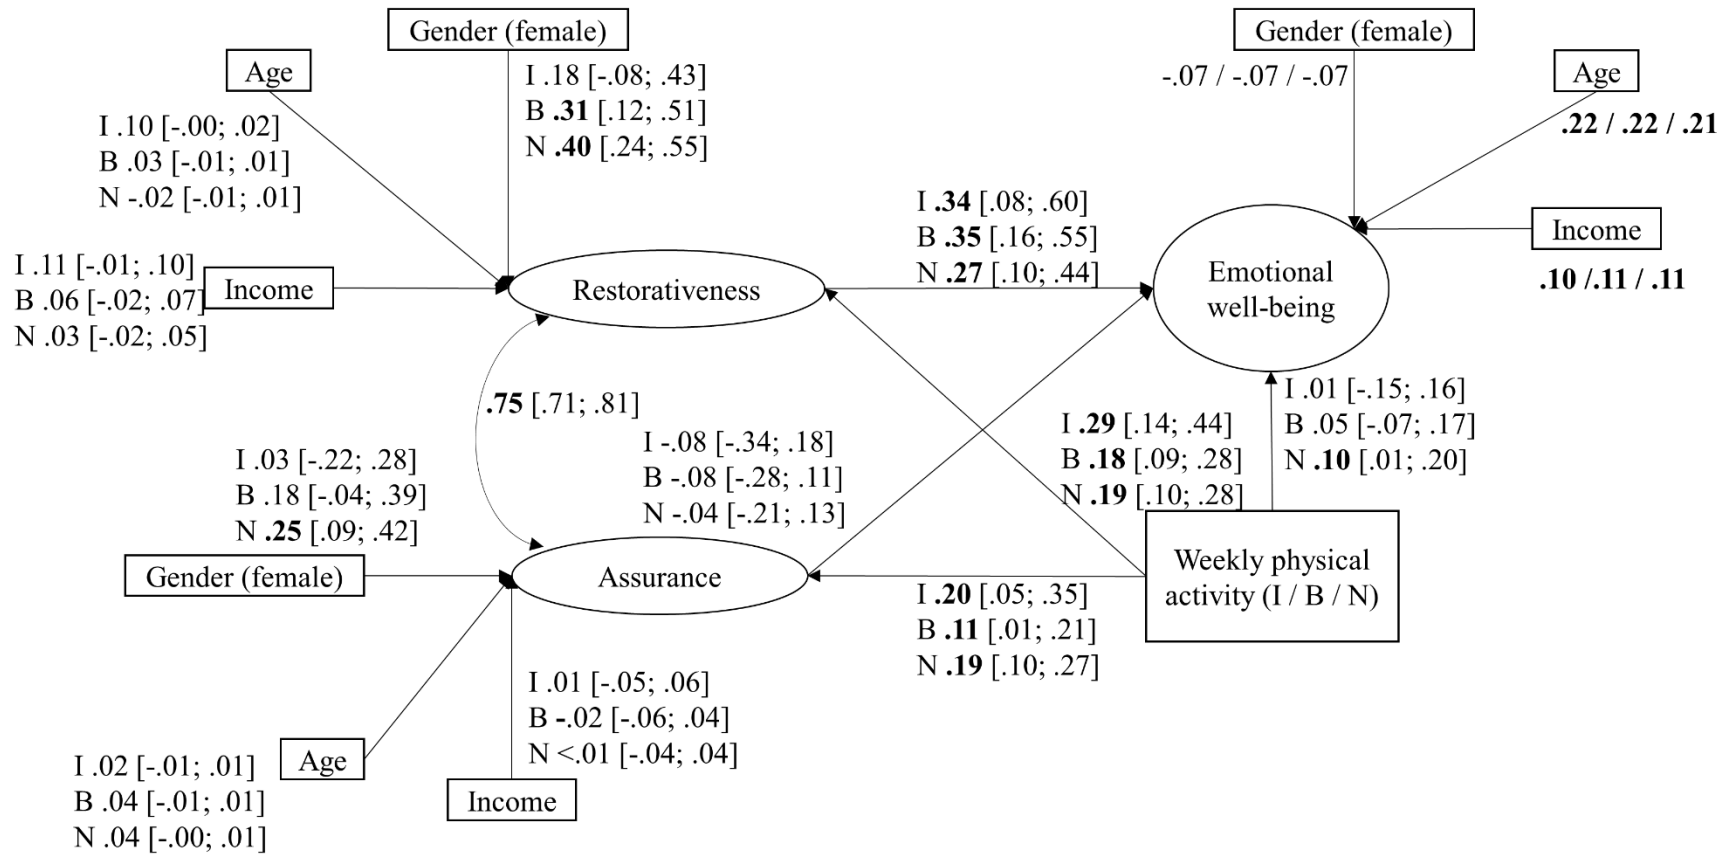 Gender (female)
I .18 [-.08; .43]
B .31 [.12; .51]
N .40 [.24; .55]
Age
I .10 [-.00; .02]
B .03 [-.01; .01]
N -.02 [-.01; .01]
I .11 [-.01; .10]
B .06 [-.02; .07]
N .03 [-.02; .05]
Income
Restorativeness
I .34 [.08; .60]
B .35 [.16; .55]
N .27 [.10; .44]
Gender (female)
-.07 / -.07 / -.07
Age
.22 / .22 / .21
Income
.10 /.11 / .11
Emotional
well-being
.75 [.71; .81]
I -.08 [-.34; .18]
B -.08 [-.28; .11]
N -.04 [-.21; .13]
I .29 [.14; .44]
B .18 [.09; .28]
N .19 [.10; .28]
I .01 [-.15; .16]
B .05 [-.07; .17]
N .10 [.01; .20]
I .03 [-.22; .28]
B .18 [-.04; .39]
N .25 [.09; .42]
Gender (female)
Assurance
I .20 [.05; .35]
B .11 [.01; .21]
N .19 [.10; .27]
Weekly physical
activity (I / B / N)
I .01 [-.05; .06]
B -.02 [-.06; .04]
N <.01 [-.04; .04]
Age
I .02 [-.01; .01]
B .04 [-.01; .01]
N .04 [-.00; .01]
Income